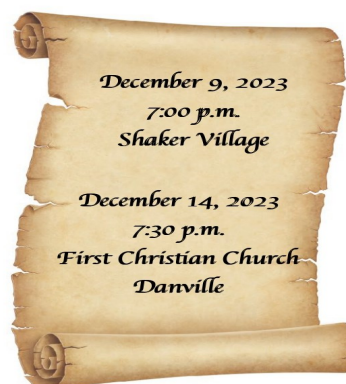 December 9, 2023
7:00 p.m.
Shaker Village
December 14, 2023
7:30 p.m.
First Christian Church
Danville